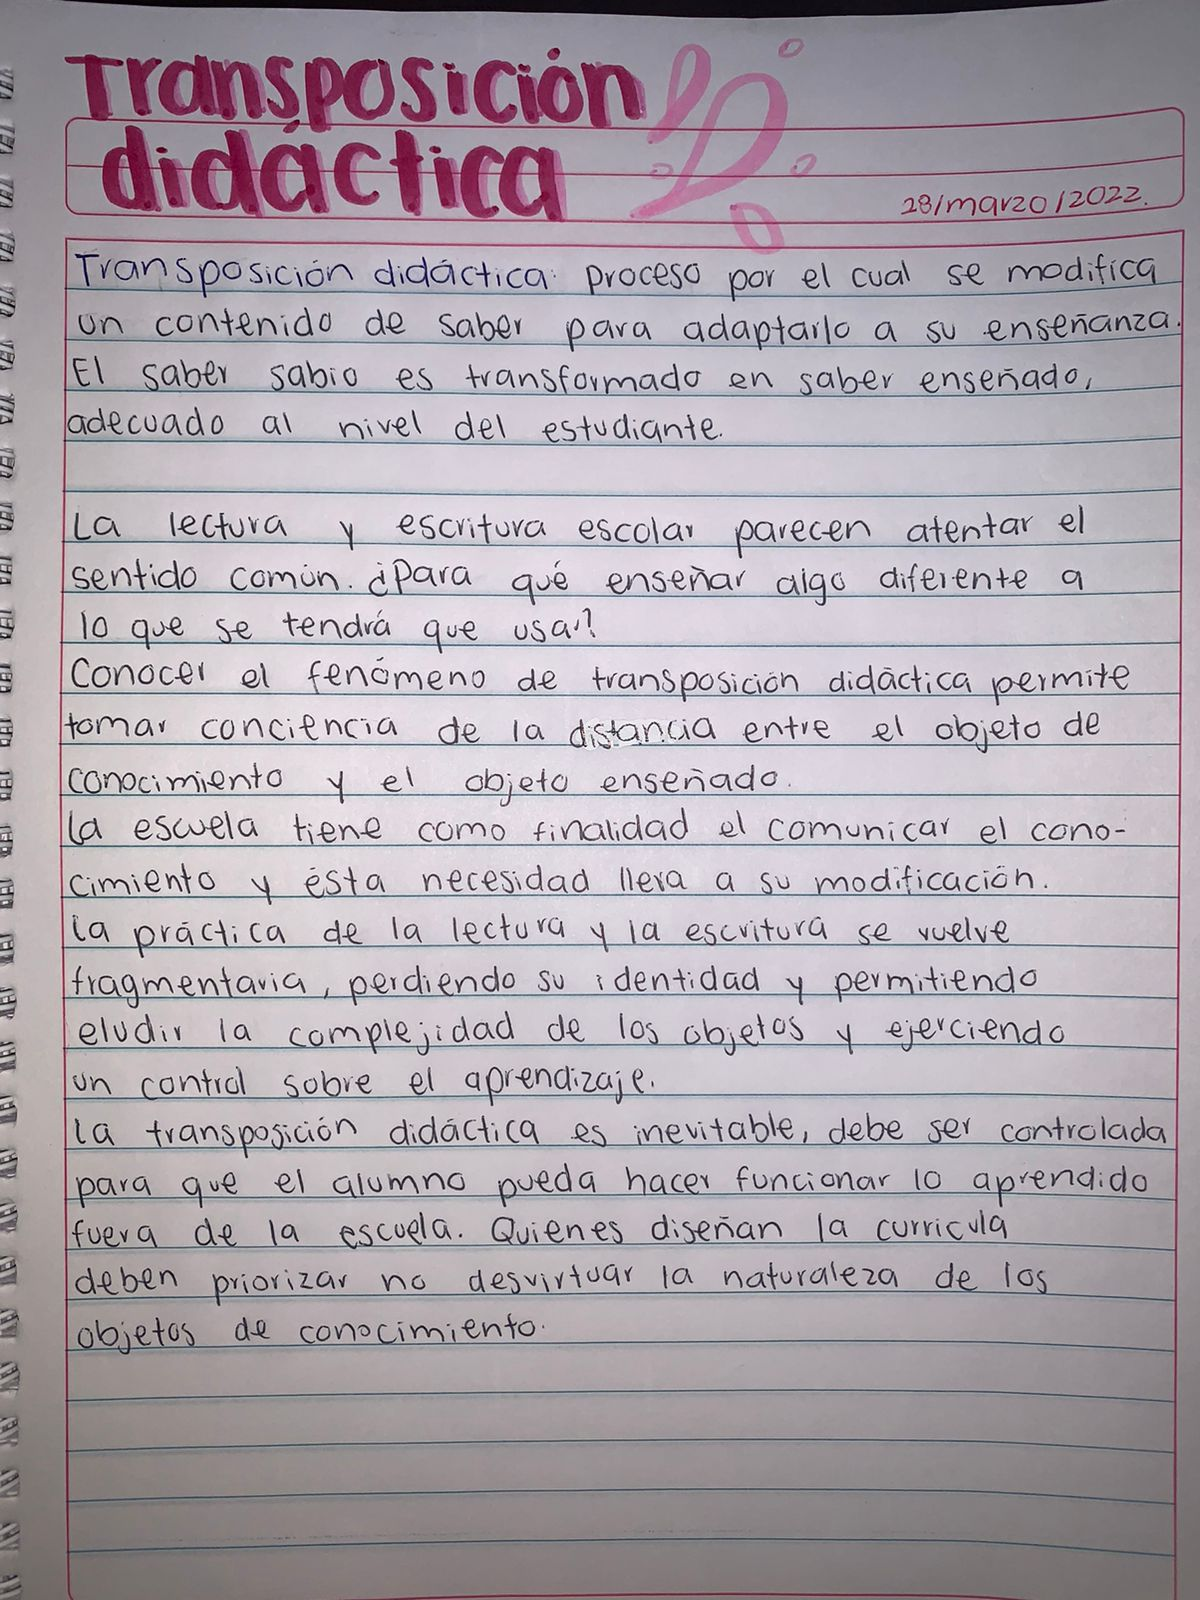 Transposición
didáctica
28/marzo/2022.
Transposición didáctica: proceso por el cual se modifica
un contenido de saber para adaptarlo a su enseñanza.
El saber sabio es transformado en saber enseñado,
adecuado al nivel del estudiante.
La lectura y escritura escolar parecen atentar el
sentido común. ¿Para qué enseñar algo diferente a
lo que se tendrá que usar?
Conocer el fenómeno de transposición didáctica permite
tomar conciencia de la distancia entre el objeto de
conocimiento y el objeto enseñado.
La escuela tiene como finalidad el comunicar el cono-
cimiento y ésta necesidad lleva a su modificación.
La práctica de la lectura y la escritura se vuelve
fragmentaria, perdiendo su identidad y permitiendo
eludir la complejidad de los objetos y ejerciendo
un control sobre el aprendizaje.
La transposición didáctica es inevitable, debe ser controlada
para que el alumno pueda hacer funcionar lo aprendido
fuera de la escuela. Quienes diseñan la curricula
deben priorizar no desvirtuar la naturaleza de los
objetos de conocimiento.